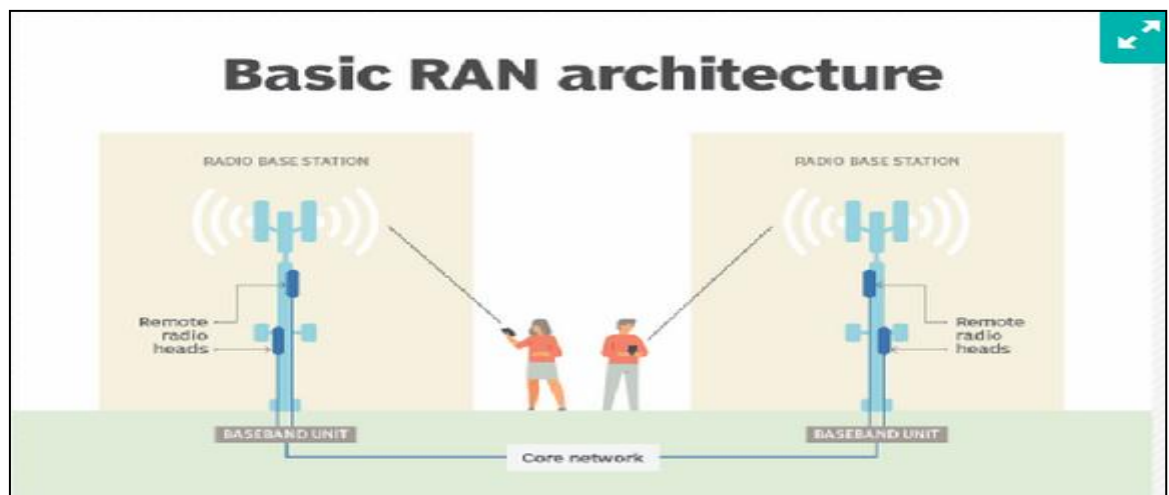 Basic RAN architecture
RADIO BASE STATION
Remote
radio
heads
BASEBAND UNIT
RADIO BASE STATION
Remote
radio
heads
BASEBAND UNIT
Core network